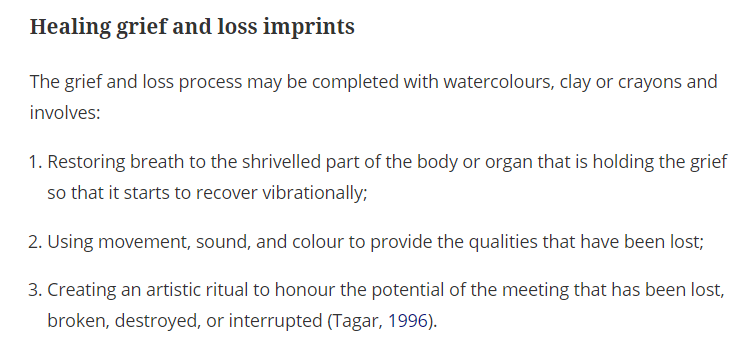 Healing grief and loss imprints
The grief and loss process may be completed with watercolours, clay or crayons and
involves:
1. Restoring breath to the shrivelled part of the body or organ that is holding the grief
so that it starts to recover vibrationally;
2. Using movement, sound, and colour to provide the qualities that have been lost;
3. Creating an artistic ritual to honour the potential of the meeting that has been lost,
broken, destroyed, or interrupted (Tagar, 1996).